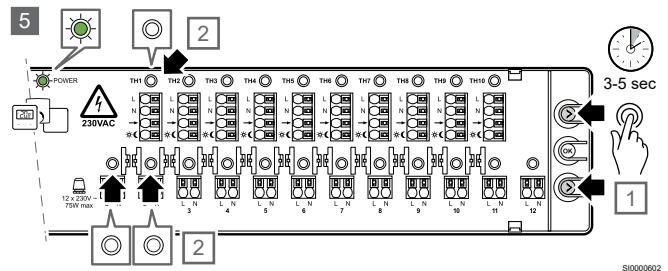 5
2
POWER
TH1 TH2 TH3 TH4 TH5 TH6 TH7 TH8 TH9 TH10
3-5 sec
L L L L L L L L L L
N N N N N N N N N N
230VAC
OK
12 x 230V ~
75W max
L N L N L N L N L N L N L N L N L N L N
3 4 5 6 7 8 9 10 11 12
1
2
SI0000602